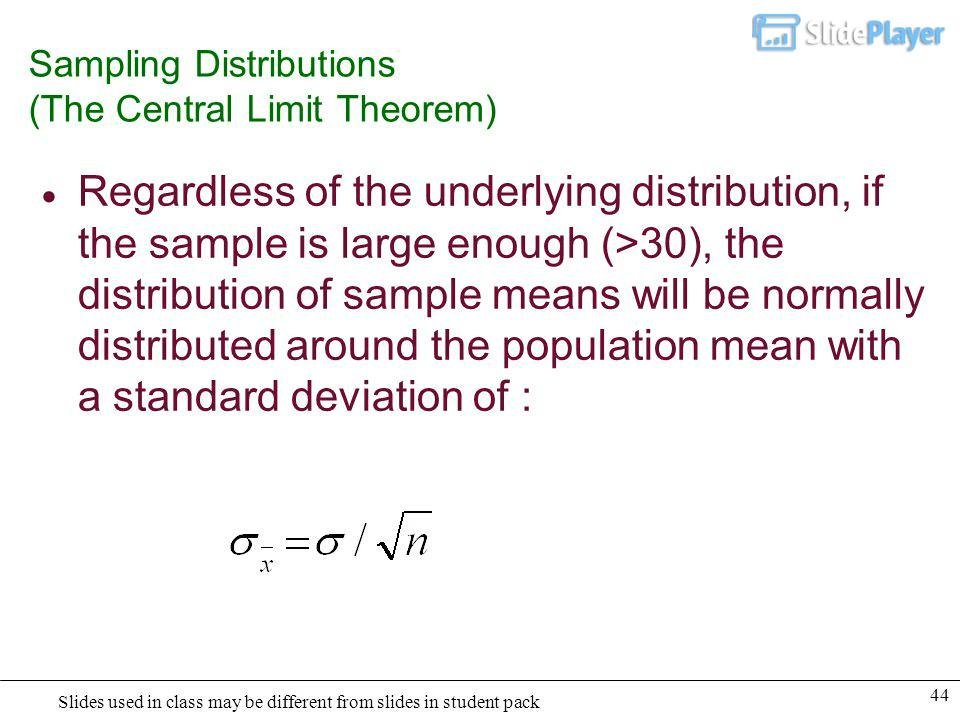 SlidePlayer
Sampling Distributions
(The Central Limit Theorem)
• Regardless of the underlying distribution, if
the sample is large enough (>30), the
distribution of sample means will be normally
distributed around the population mean with
a standard deviation of :
σ_x̄ = σ / √n
44
Slides used in class may be different from slides in student pack